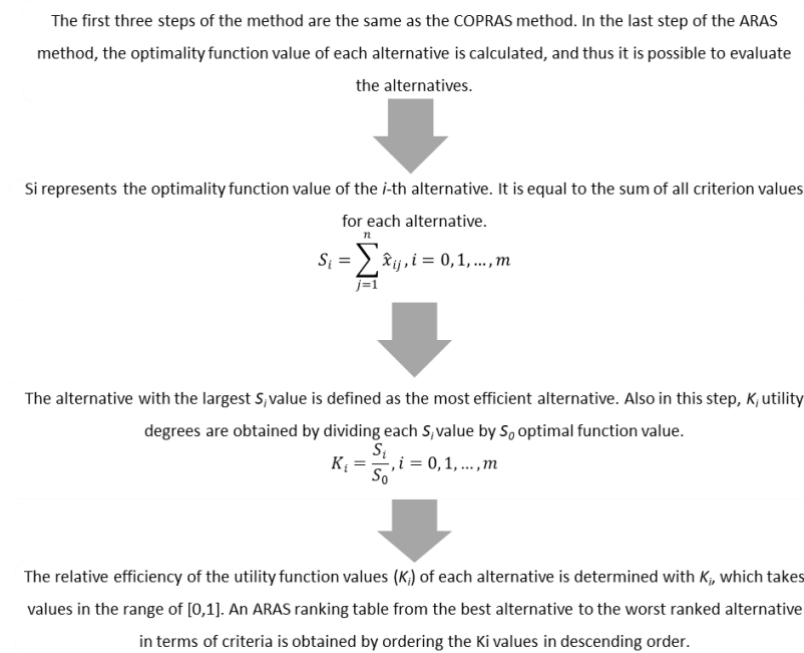 The first three steps of the method are the same as the COPRAS method. In the last step of the ARAS
method, the optimality function value of each alternative is calculated, and thus it is possible to evaluate
the alternatives.
Si represents the optimality function value of the i-th alternative. It is equal to the sum of all criterion values
for each alternative.
S_i = \sum_{j=1}^{n} \hat{x}_{ij}, i = 0, 1, ..., m
The alternative with the largest S_i value is defined as the most efficient alternative. Also in this step, K_i utility
degrees are obtained by dividing each S_i value by S_0 optimal function value.
K_i = \frac{S_i}{S_0}, i = 0, 1, ..., m
The relative efficiency of the utility function values (K_i) of each alternative is determined with K_i, which takes
values in the range of [0,1]. An ARAS ranking table from the best alternative to the worst ranked alternative
in terms of criteria is obtained by ordering the Ki values in descending order.